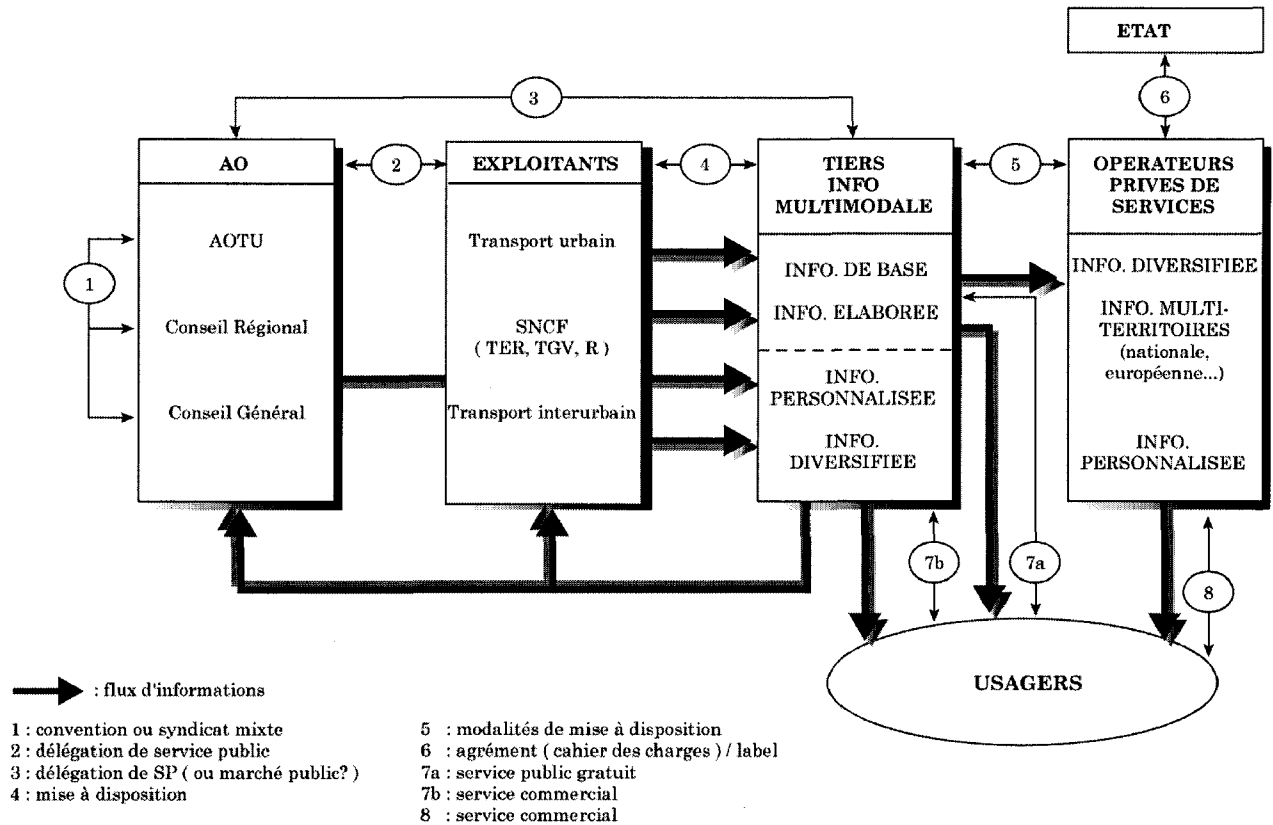 ETAT
6
3
AO
2
EXPLOITANTS
4
TIERS
INFO
MULTIMODALE
5
OPERATEURS
PRIVES DE
SERVICES
1
AOTU
Conseil Régional
Conseil Général
Transport urbain
SNCF
( TER, TGV, R )
Transport interurbain
INFO. DE BASE
INFO. ELABOREE
INFO.
PERSONNALISEE
INFO.
DIVERSIFIEE
INFO. DIVERSIFIEE
INFO. MULTI-
TERRITOIRES
(nationale,
européenne...)
INFO.
PERSONNALISEE
7b
7a
8
USAGERS
: flux d'informations
1 : convention ou syndicat mixte
2 : délégation de service public
3 : délégation de SP ( ou marché public? )
4 : mise à disposition
5 : modalités de mise à disposition
6 : agrément ( cahier des charges ) / label
7a : service public gratuit
7b : service commercial
8 : service commercial